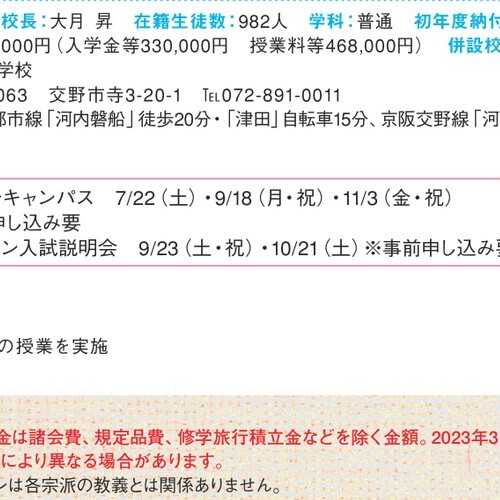 校長：大月 昇　在籍生徒数：982人　学科：普通　初年度納付
000円（入学金等330,000円　授業料等468,000円）　併設校
学校
063　交野市寺3-20-1　℡072-891-0011
市線「河内磐船」徒歩20分・「津田」自転車15分、京阪交野線「河
キャンパス　7/22（土）・9/18（月・祝）・11/3（金・祝）
申し込み要
ン入試説明会　9/23（土・祝）・10/21（土）※事前申し込み要
の授業を実施
金は諸会費、規定品費、修学旅行積立金などを除く金額。2023年3
により異なる場合があります。
ルは各宗派の教義とは関係ありません。